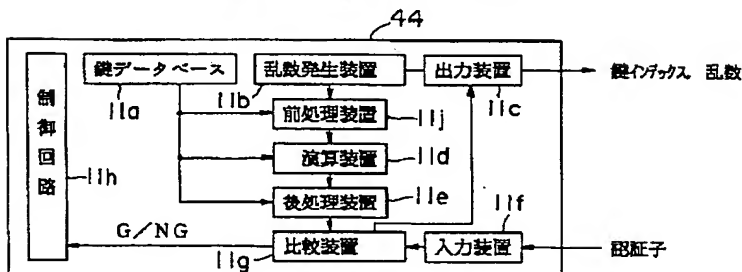 44
鍵データベース
11a
乱数発生装置
11b
出力装置
11c
鍵インデックス 乱数
前処理装置
11j
制御回路
11h
演算装置
11d
後処理装置
11e
11f
G/NG
比較装置
11g
入力装置
認証子